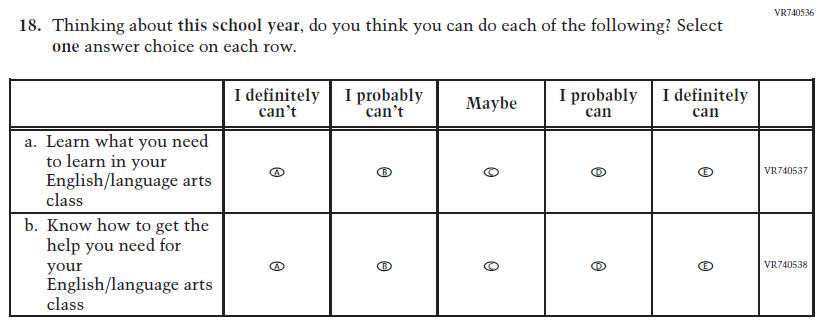 VR740536
18. Thinking about this school year, do you think you can do each of the following? Select
one answer choice on each row.
I definitely can't
I probably can't
Maybe
I probably can
I definitely can
a. Learn what you need
to learn in your
English/language arts
class
A B C D E VR740537
b. Know how to get the
help you need for
your
English/language arts
class
A B C D E VR740538